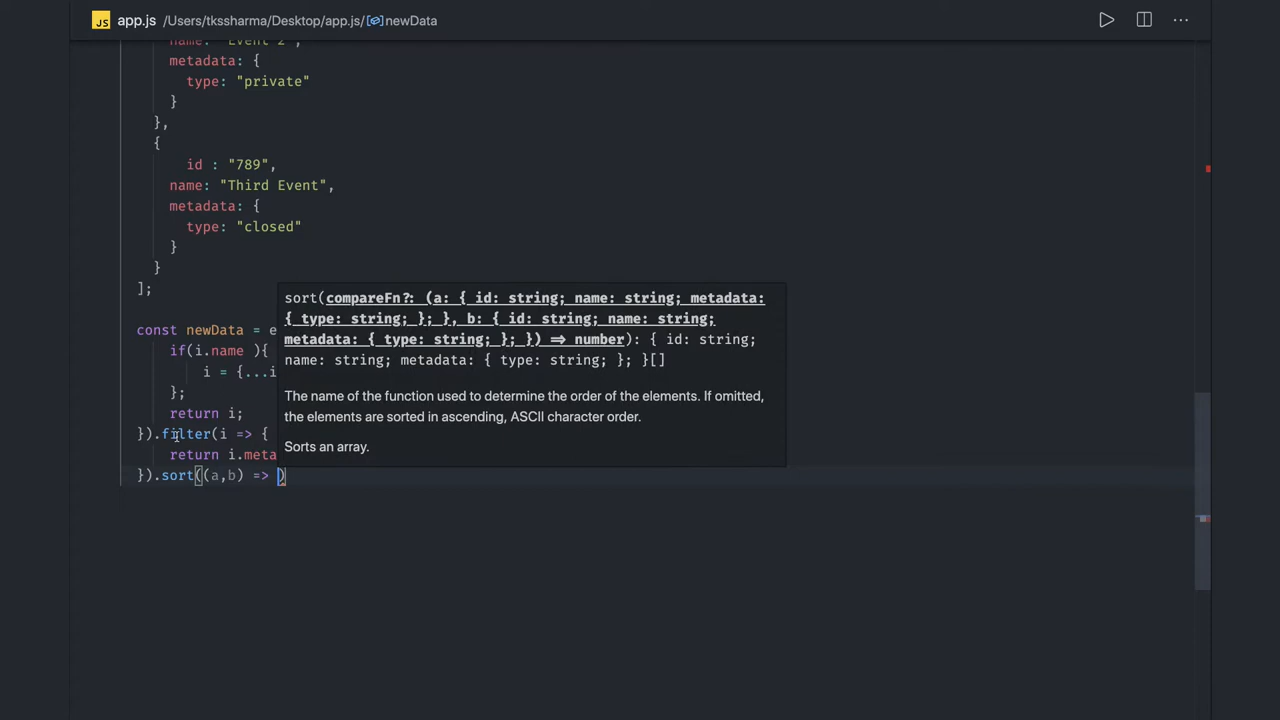 JS app.js /Users/tkssharma/Desktop/app.js/newData
name: "Event 2",
metadata: {
type: "private"
}
},
{
id : "789",
name: "Third Event",
metadata: {
type: "closed"
}
}
];
const newData = e
if(i.name ){
i = {...i
};
return i;
}).filter(i => {
return i.meta
}).sort((a,b) => )
sort(compareFn?: (a: { id: string; name: string; metadata:
{ type: string; }; }, b: { id: string; name: string;
metadata: { type: string; }; }) => number): { id: string;
name: string; metadata: { type: string; }; }[]
The name of the function used to determine the order of the elements. If omitted,
the elements are sorted in ascending, ASCII character order.
Sorts an array.